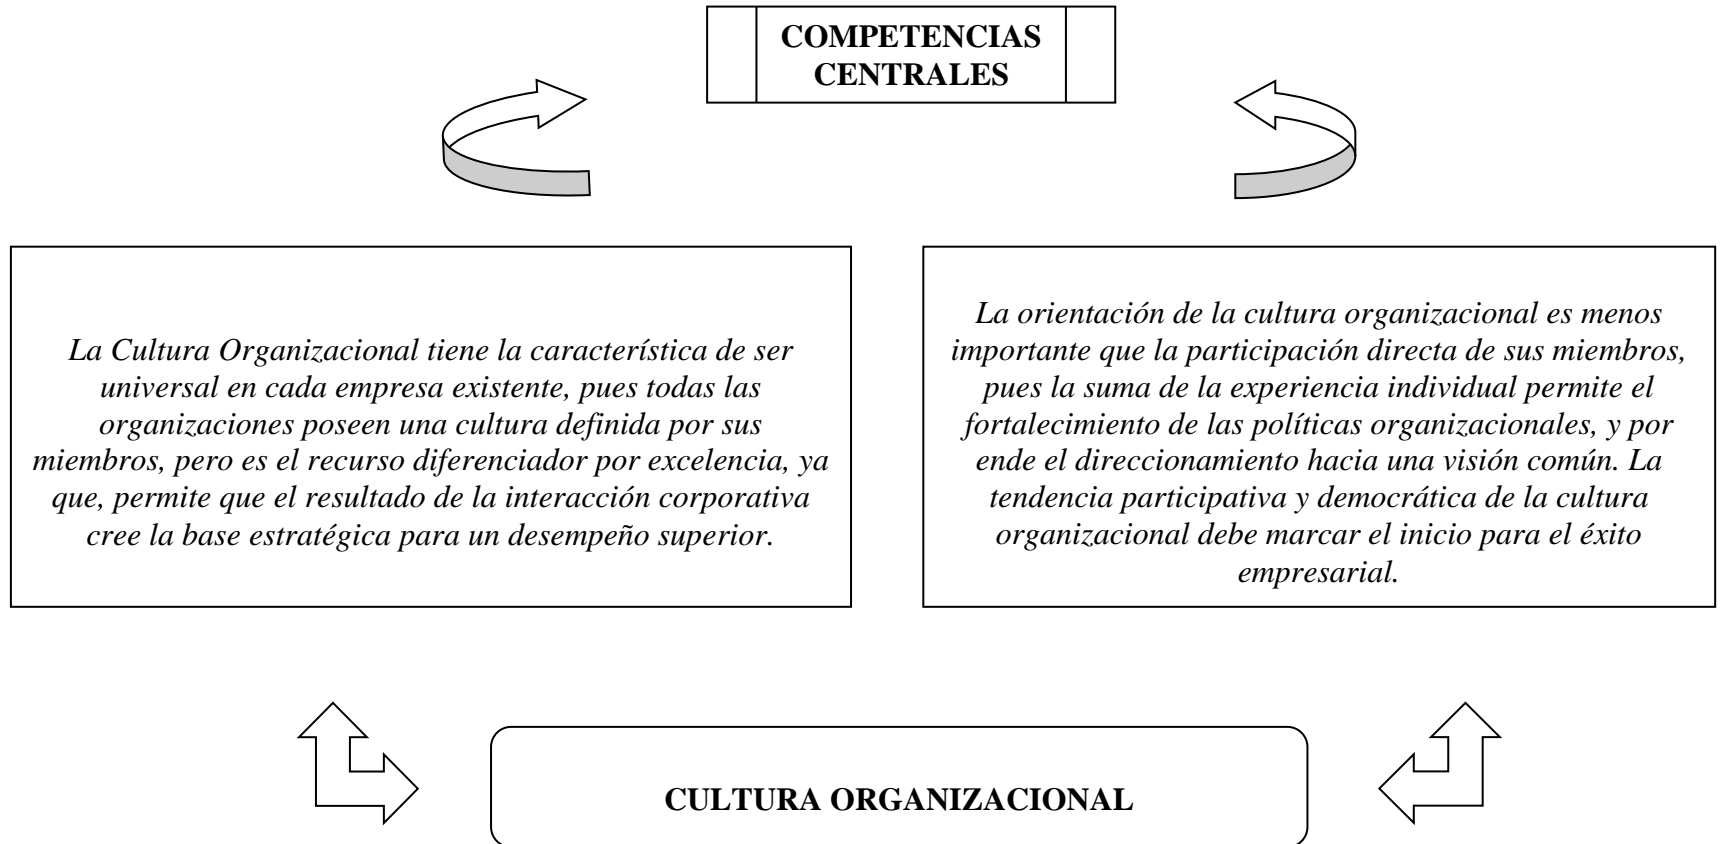 COMPETENCIAS
CENTRALES
La Cultura Organizacional tiene la característica de ser
universal en cada empresa existente, pues todas las
organizaciones poseen una cultura definida por sus
miembros, pero es el recurso diferenciador por excelencia, ya
que, permite que el resultado de la interacción corporativa
cree la base estratégica para un desempeño superior.
La orientación de la cultura organizacional es menos
importante que la participación directa de sus miembros,
pues la suma de la experiencia individual permite el
fortalecimiento de las políticas organizacionales, y por
ende el direccionamiento hacia una visión común. La
tendencia participativa y democrática de la cultura
organizacional debe marcar el inicio para el éxito
empresarial.
CULTURA ORGANIZACIONAL